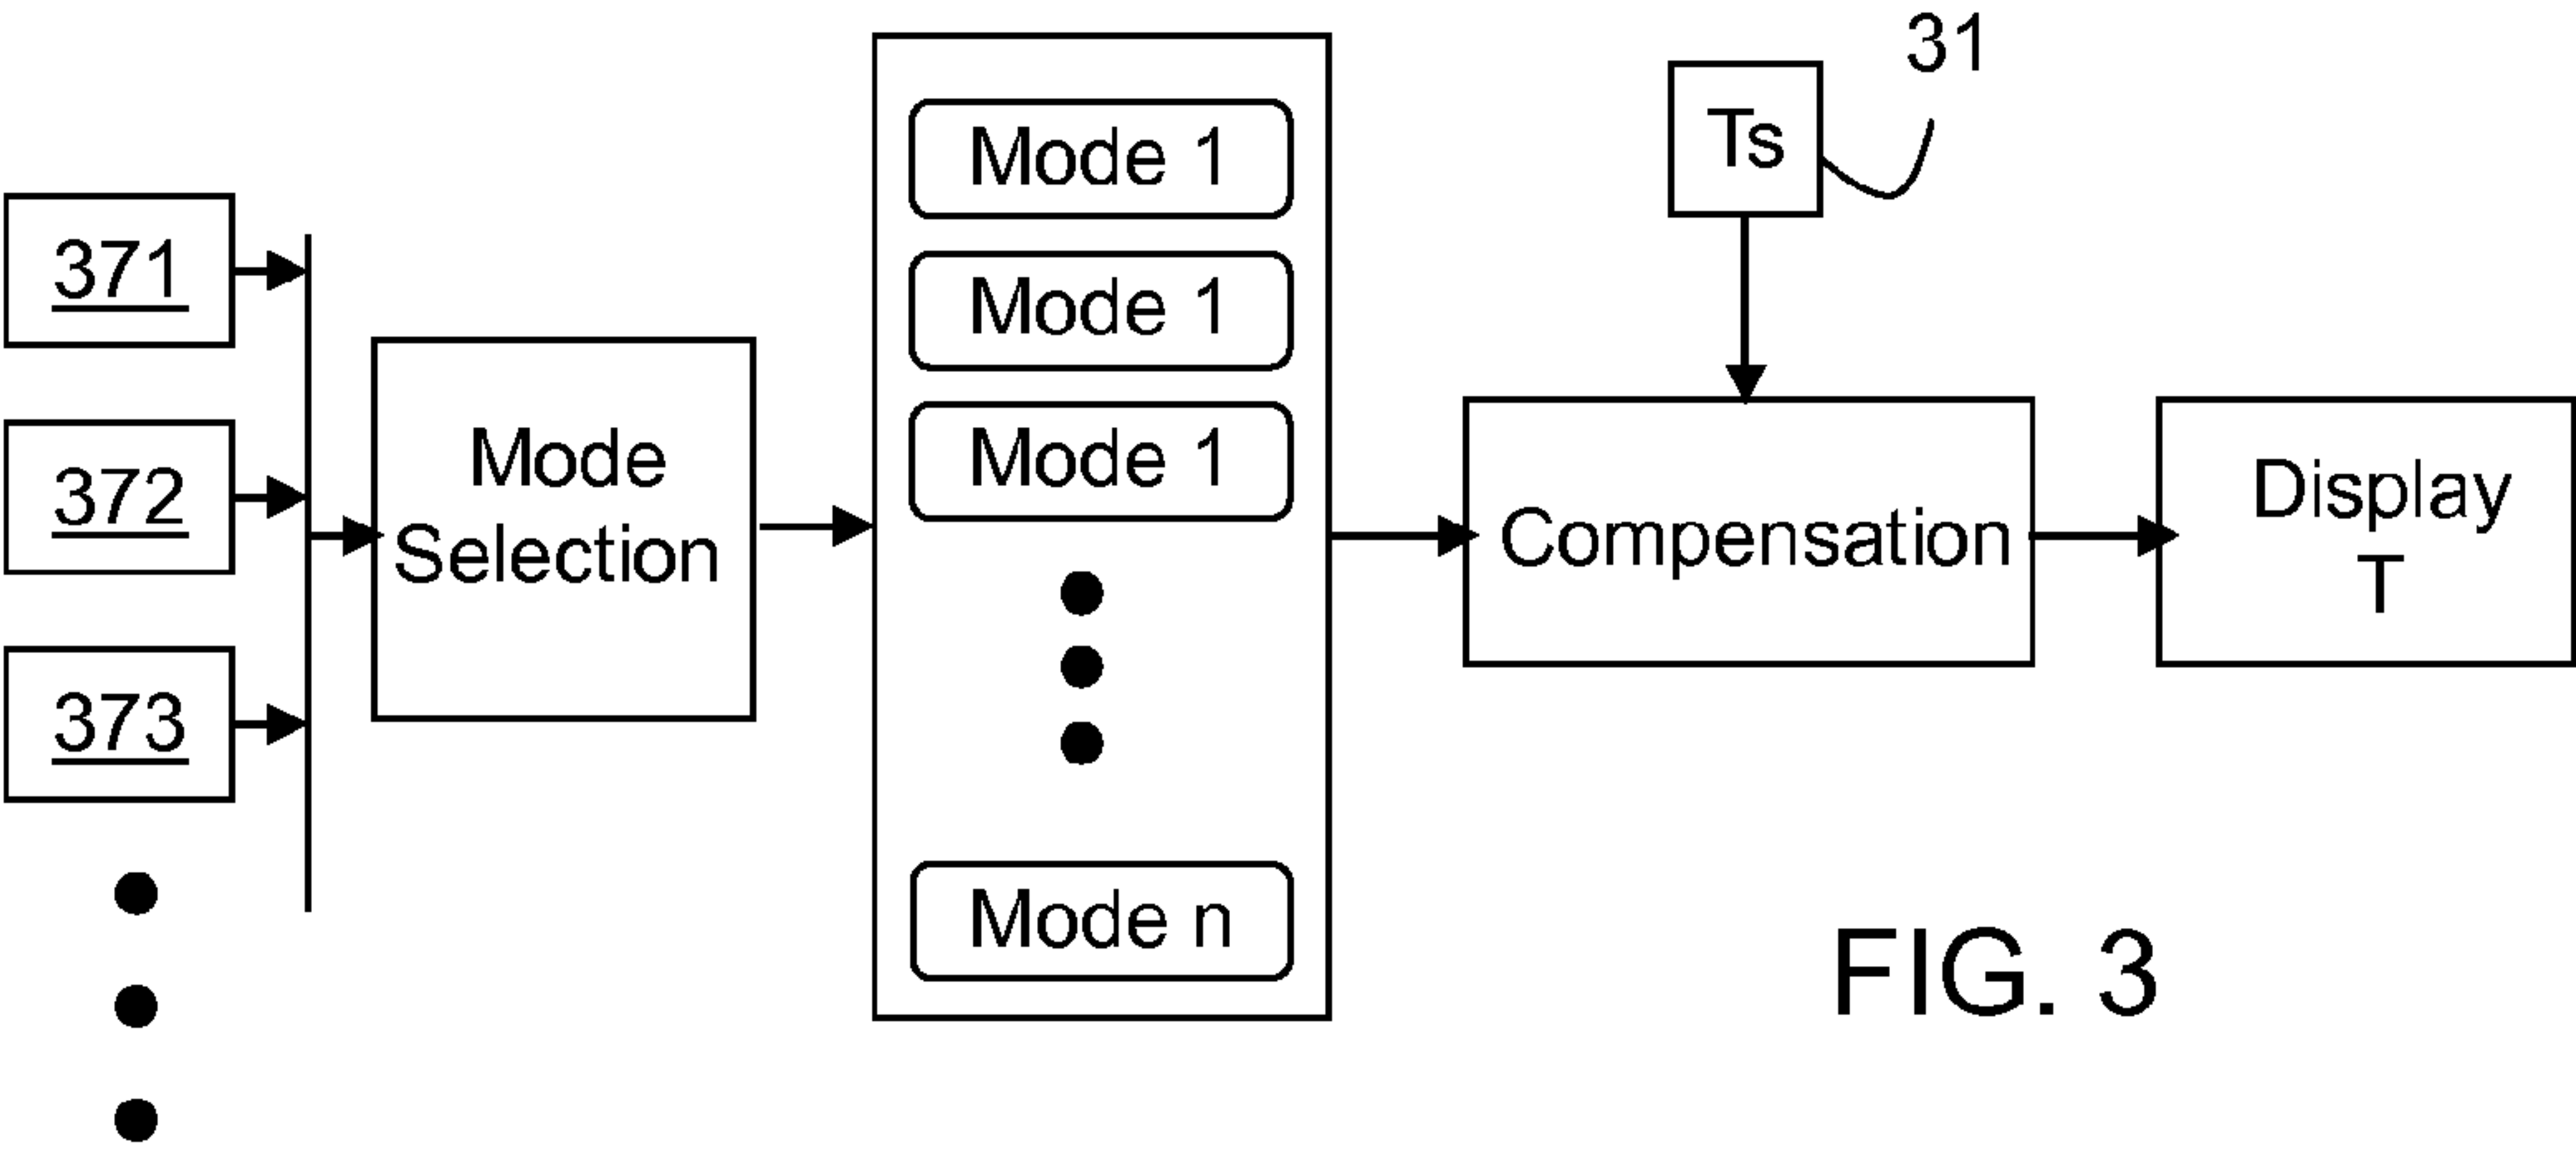 371
372
373
Mode
Selection
Mode 1
Mode 1
Mode 1
Mode n
Ts
31
Compensation
Display
T
FIG. 3